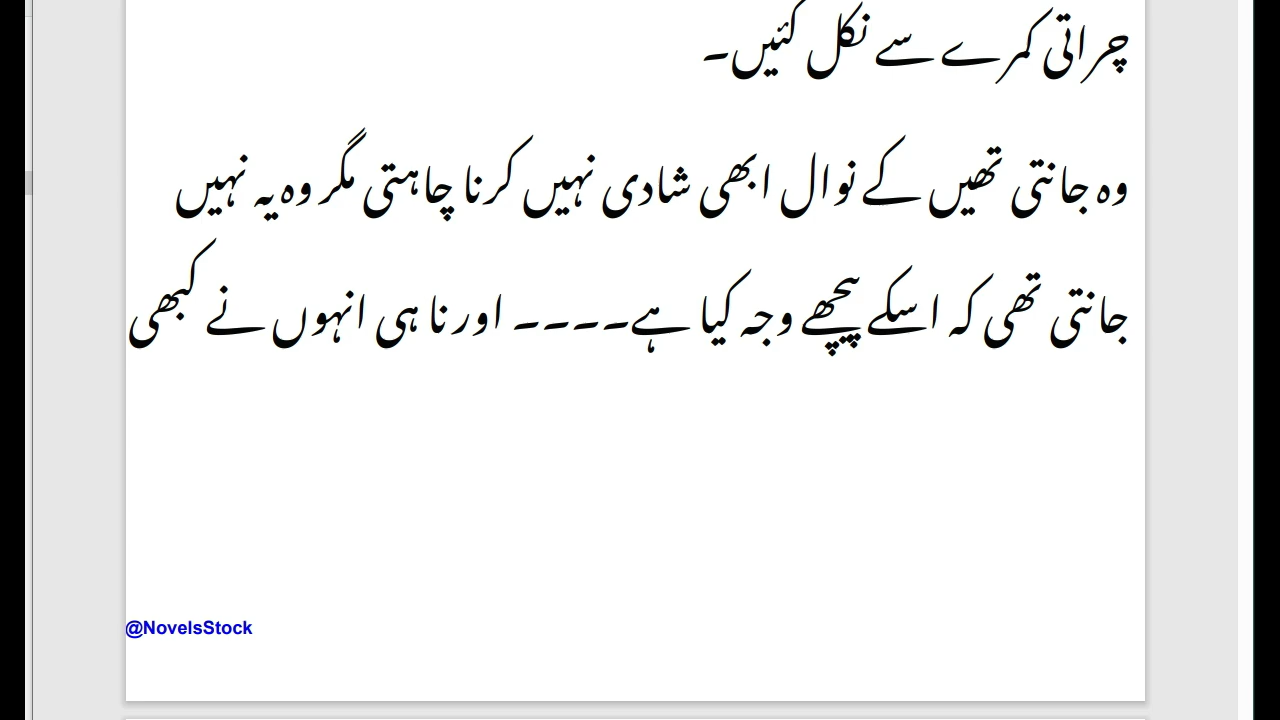 چراتی کمرے سے نکل گئیں۔
وہ جانتی تھیں کے نوال ابھی شادی نہیں کرنا چاہتی مگر وہ یہ نہیں
جانتی تھی کہ اسکے پیچھے وجہ کیا ہے۔۔۔۔ اور نا ہی انہوں نے کبھی
@NovelsStock